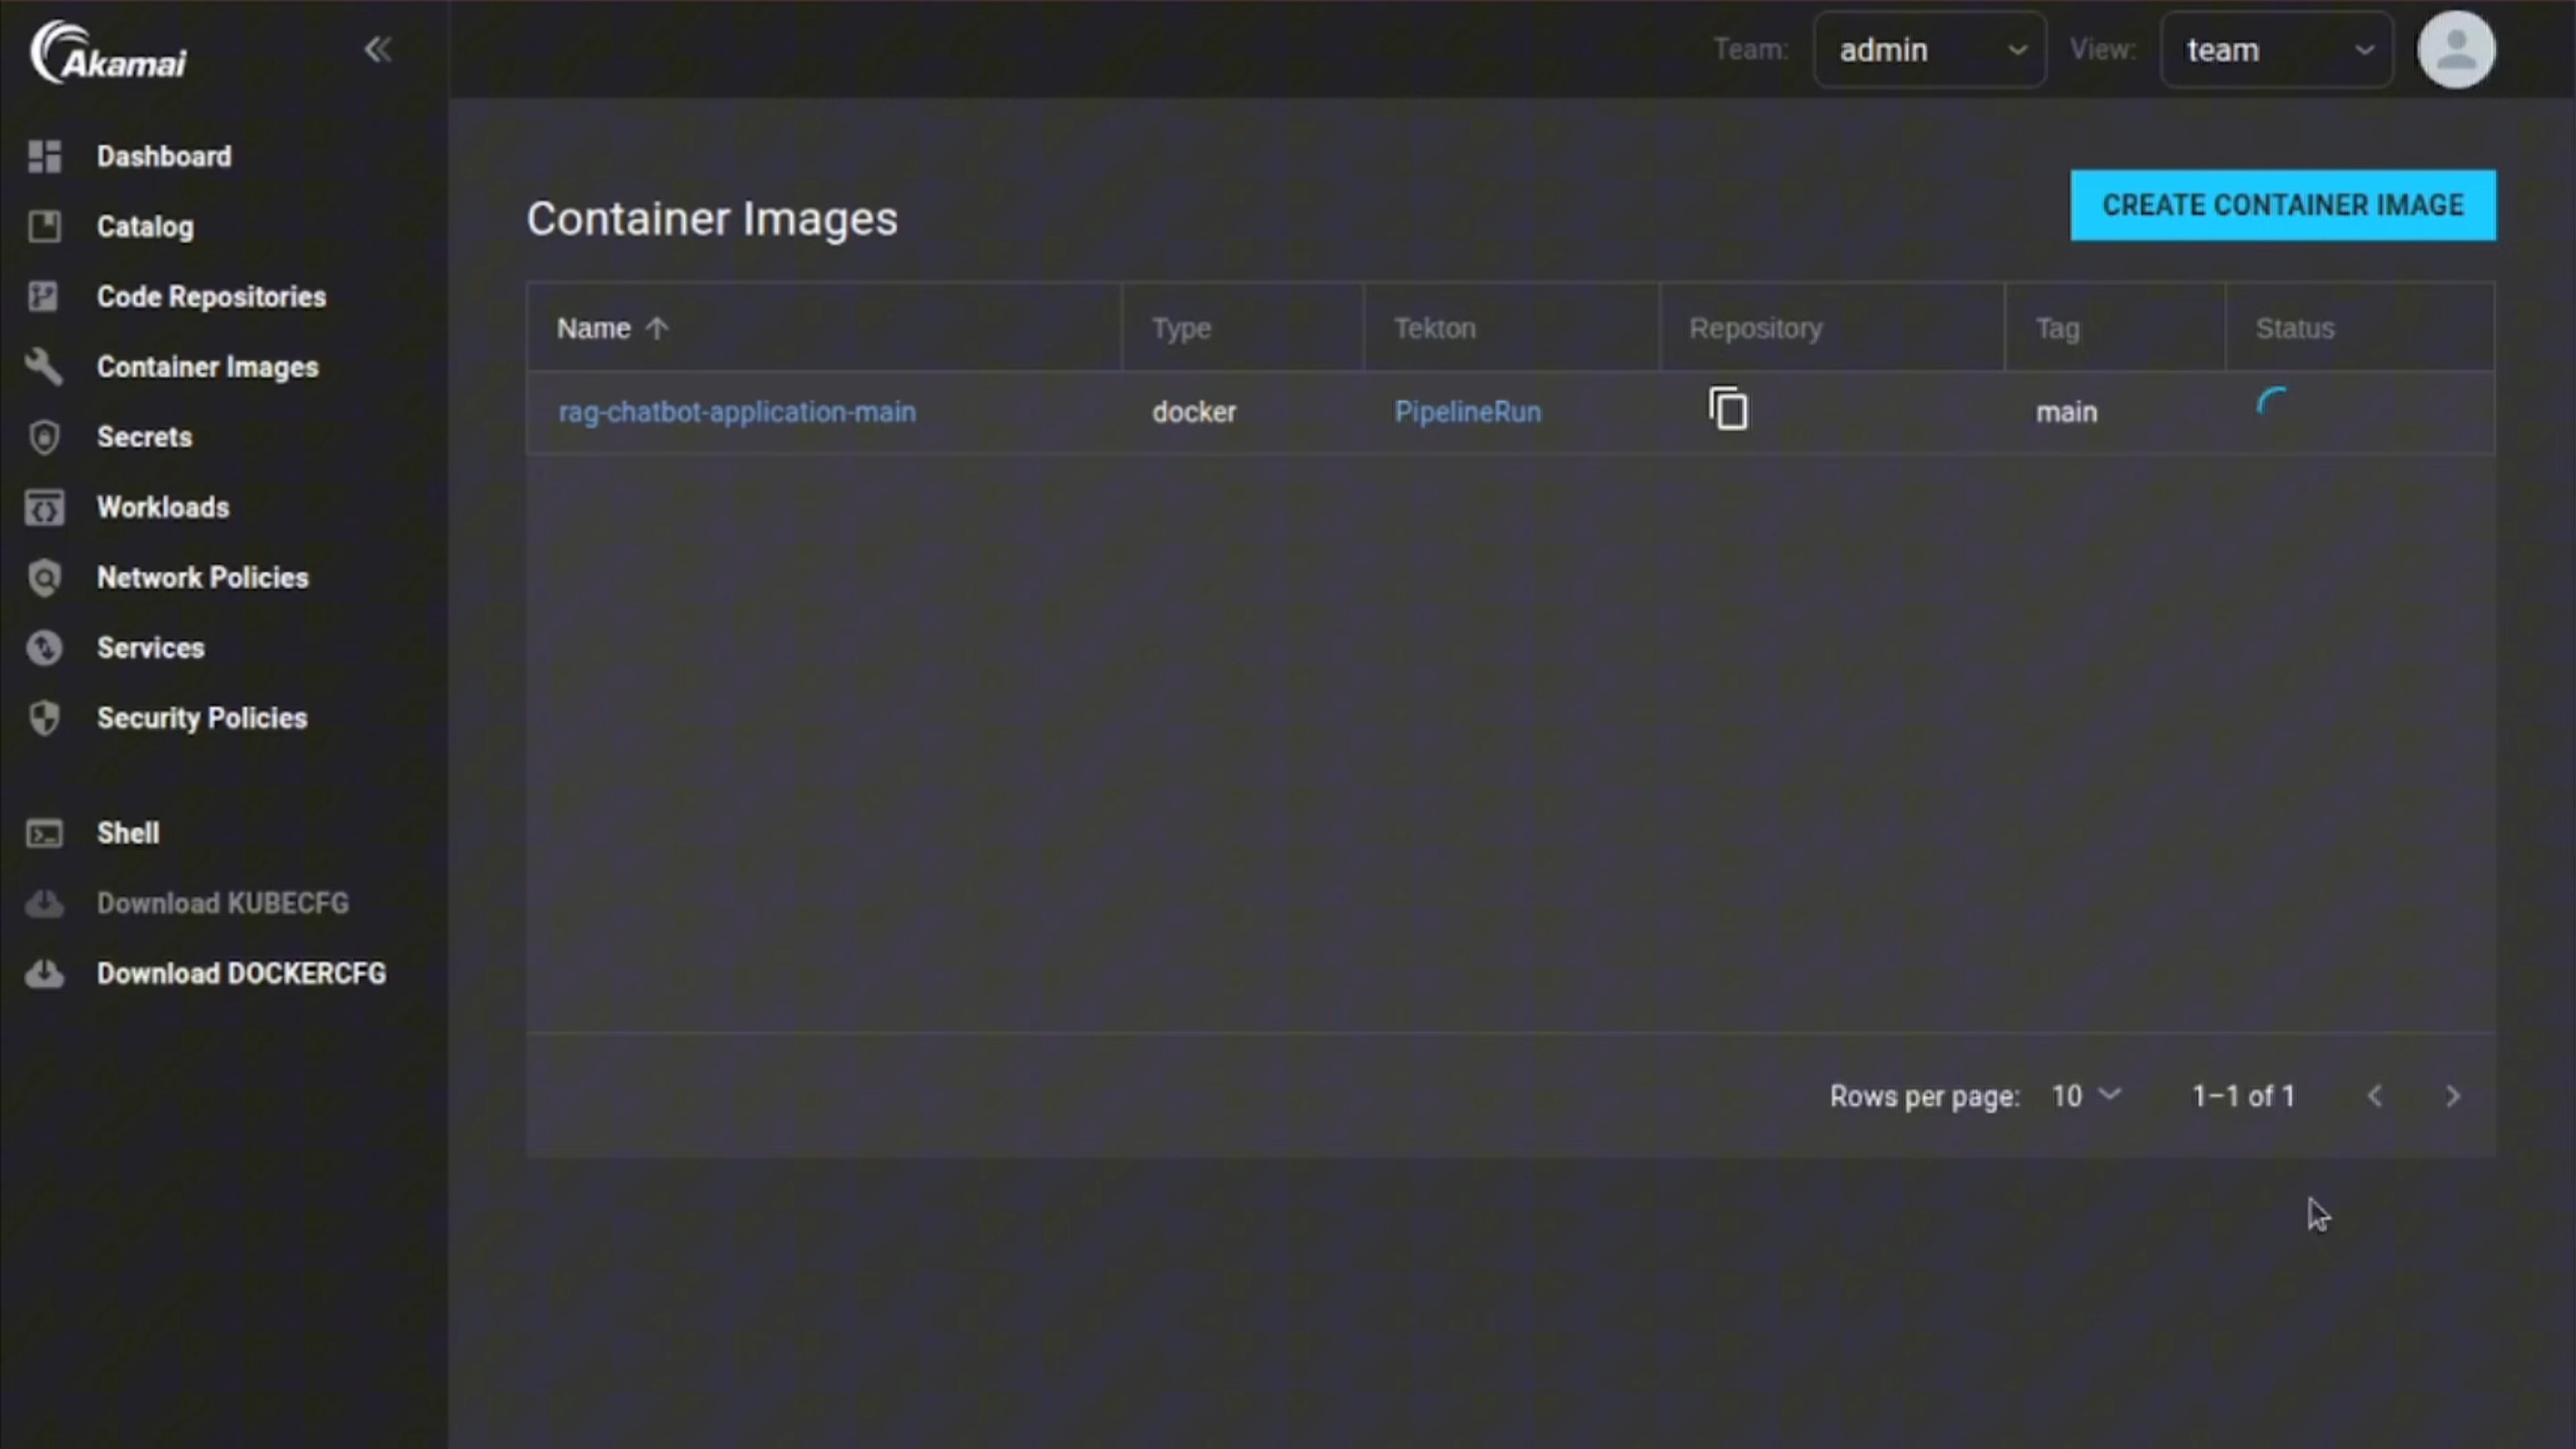 Akamai
Team: admin View: team
Dashboard
Catalog
Code Repositories
Container Images
Secrets
Workloads
Network Policies
Services
Security Policies
Shell
Download KUBECFG
Download DOCKERCFG
Container Images
CREATE CONTAINER IMAGE
Name Type Tekton Repository Tag Status
rag-chatbot-application-main docker PipelineRun main
Rows per page: 10 1–1 of 1